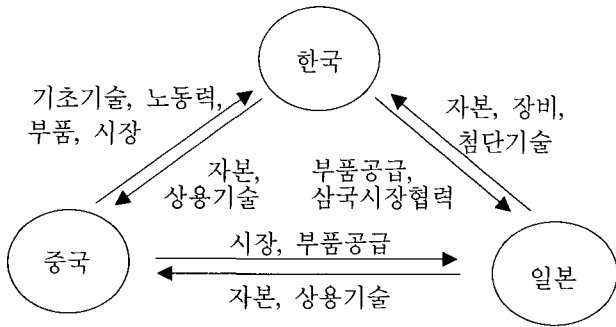 한국
기초기술, 노동력,
부품, 시장
자본, 장비,
첨단기술
자본,
상용기술
부품공급,
삼국시장협력
중국
시장, 부품공급
자본, 상용기술
일본